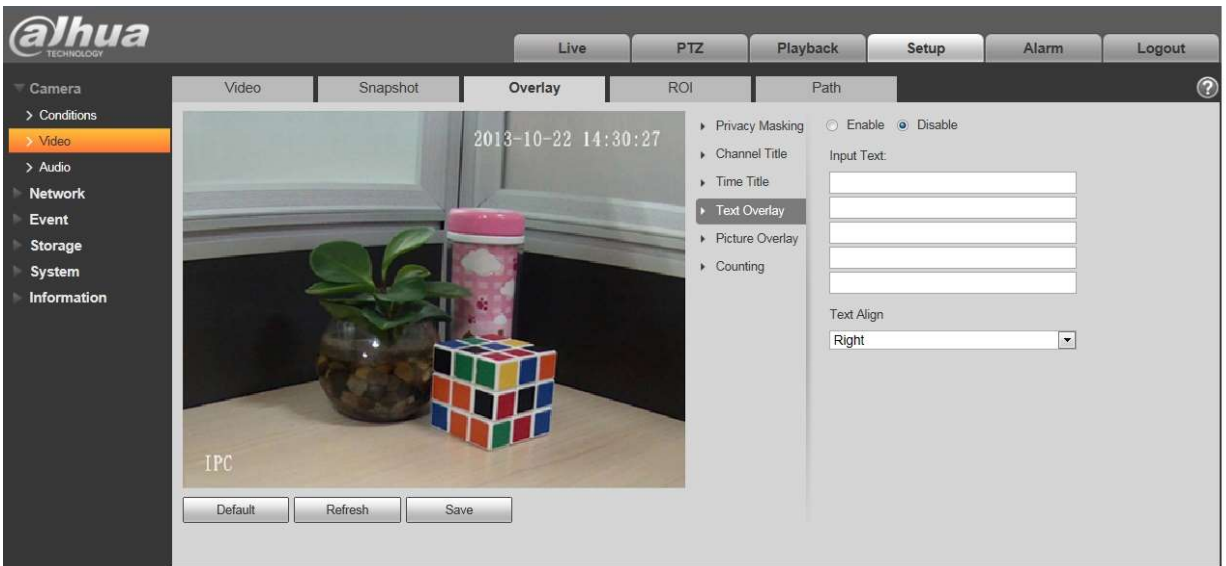 alhua
TECHNOLOGY
Live
PTZ
Playback
Setup
Alarm
Logout
Camera
> Conditions
> Video
> Audio
Network
Event
Storage
System
Information
Video
Snapshot
Overlay
ROI
Path
?
2013-10-22 14:30:27
IPC
Default
Refresh
Save
Privacy Masking
Channel Title
Time Title
Text Overlay
Picture Overlay
Counting
Enable
Disable
Input Text:
Text Align
Right